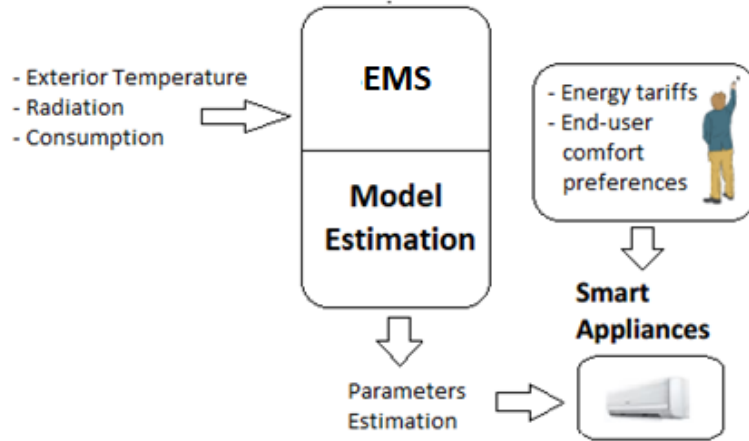 - Exterior Temperature
- Radiation
- Consumption
EMS
Model
Estimation
- Energy tariffs
- End-user
comfort
preferences
Smart
Appliances
Parameters
Estimation